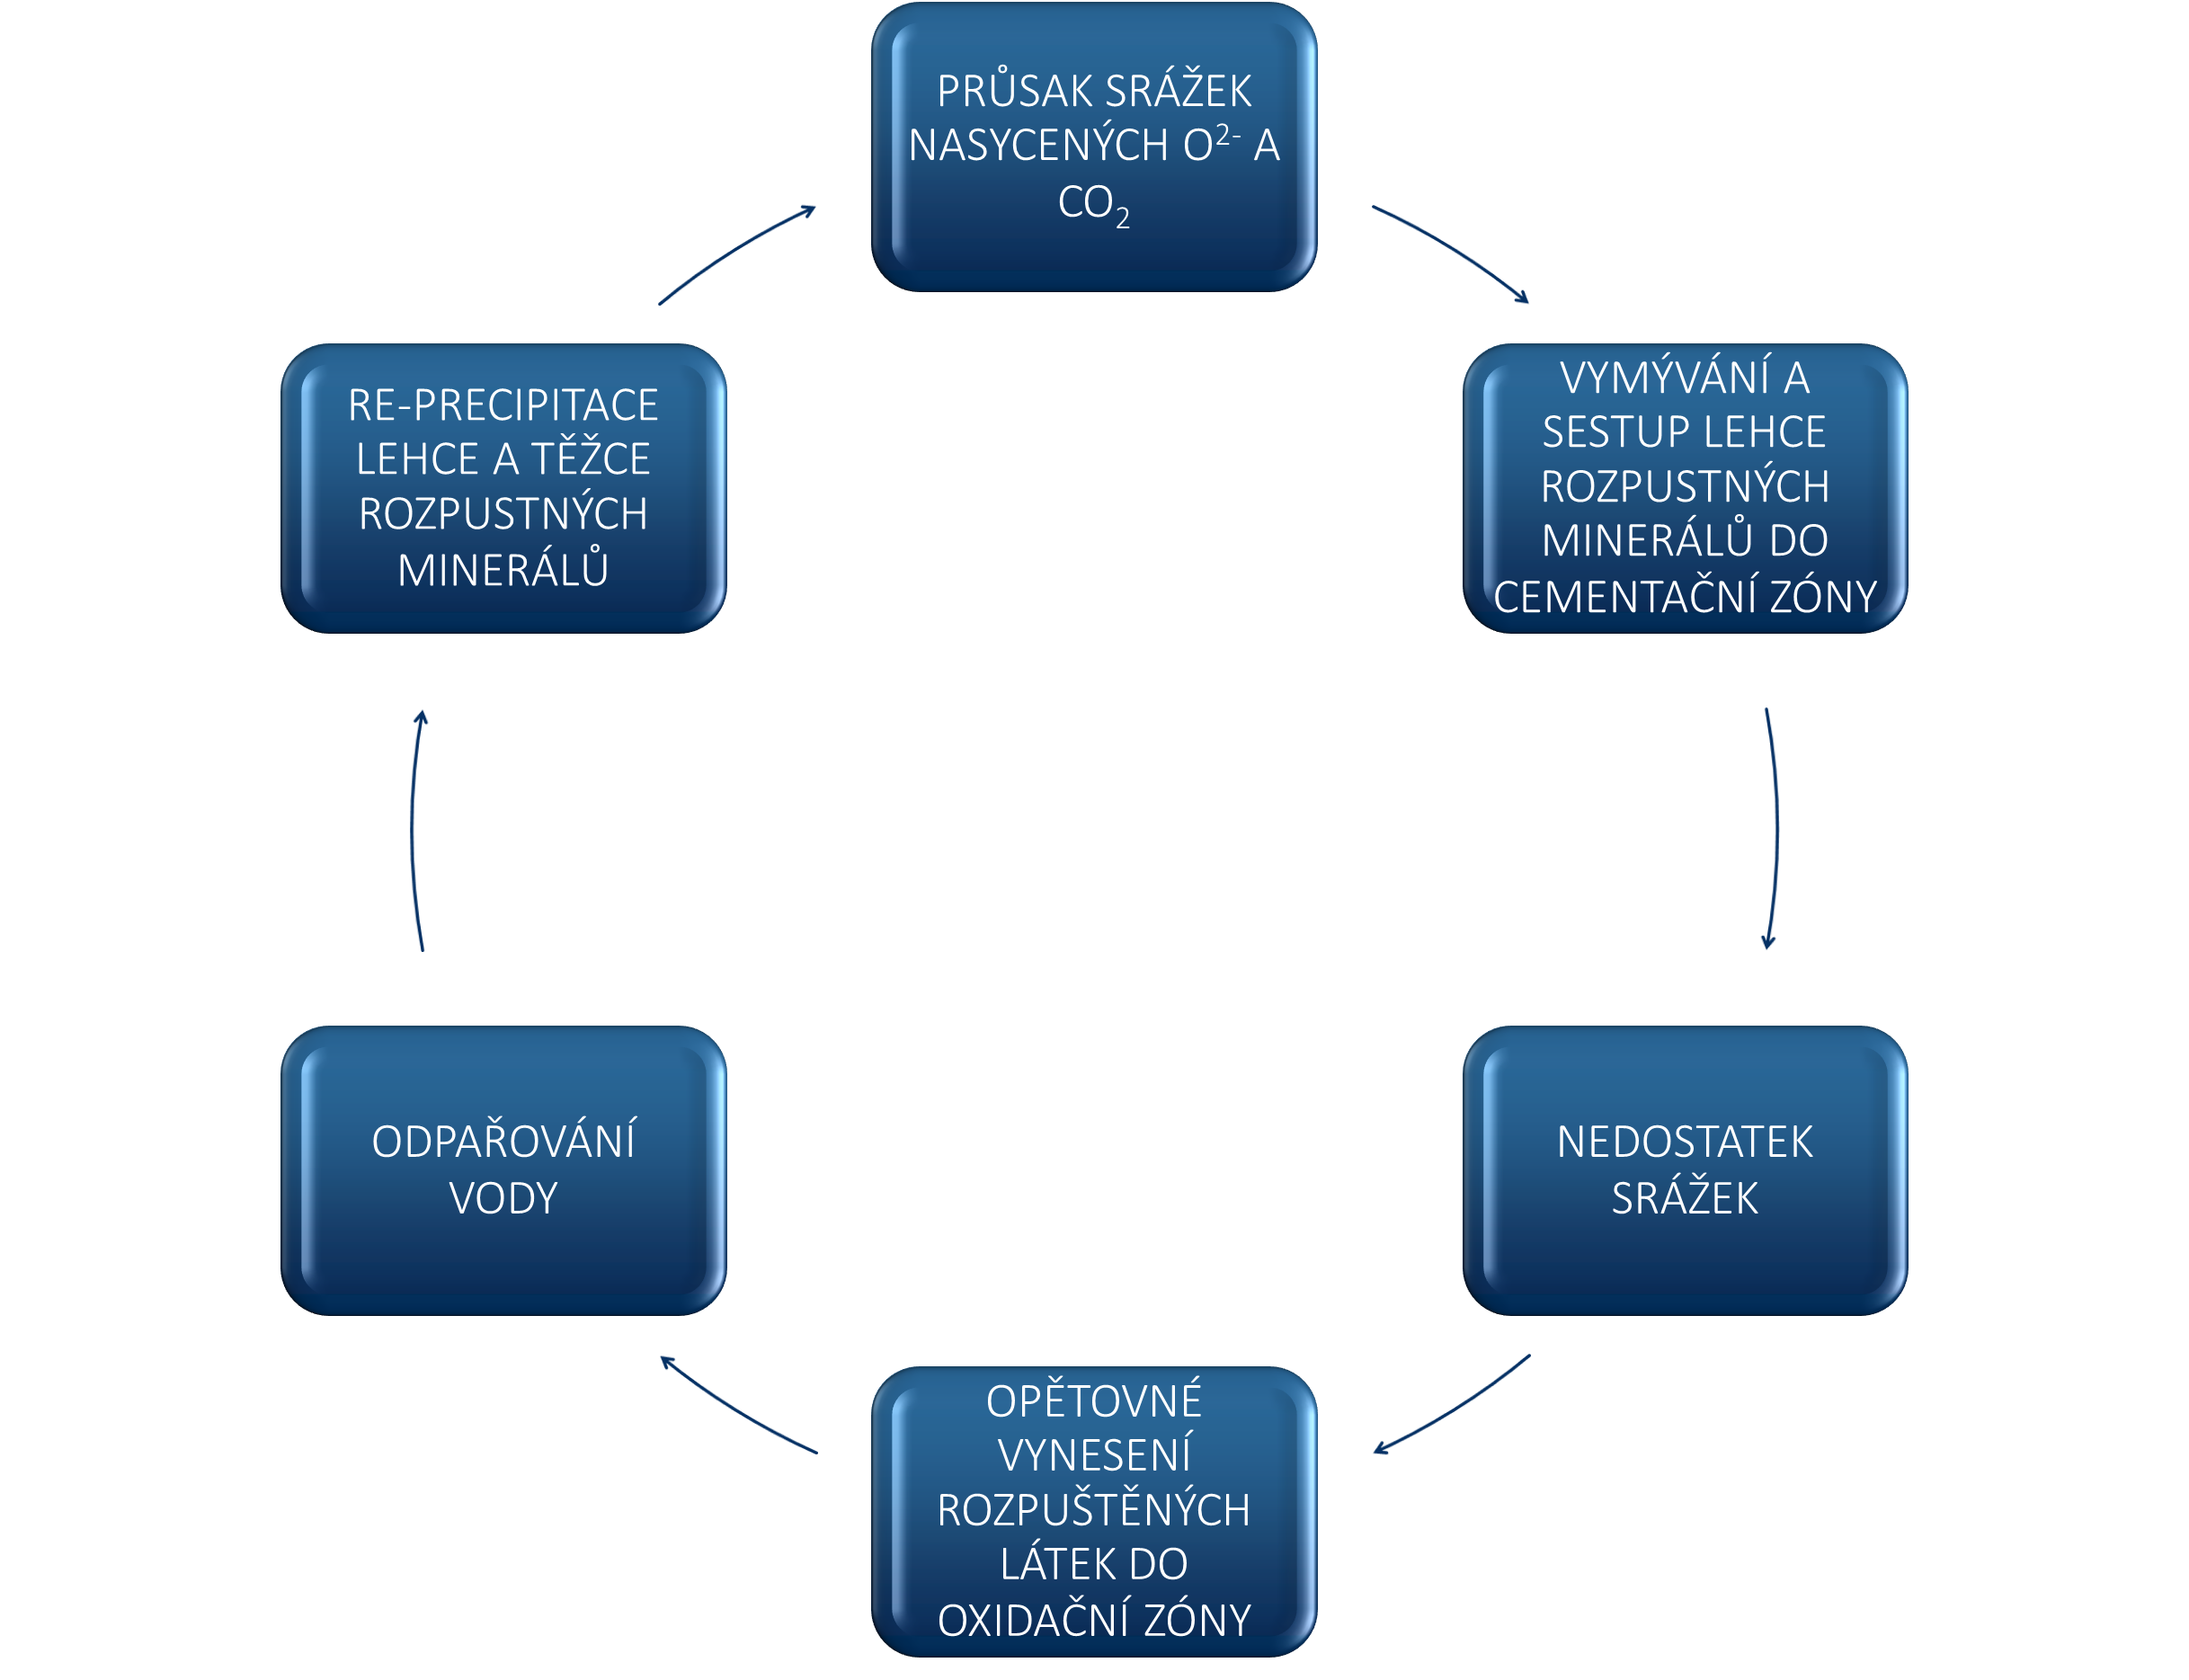 PRŮSAK SRÁŽEK
NASYCENÝCH O²⁻ A
CO₂
VYMÝVÁNÍ A
SESTUP LEHCE
ROZPUSTNÝCH
MINERÁLŮ DO
CEMENTAČNÍ ZÓNY
NEDOSTATEK
SRÁŽEK
OPĚTOVNÉ
VYNESENÍ
ROZPUŠTĚNÝCH
LÁTEK DO
OXIDAČNÍ ZÓNY
ODPAŘOVÁNÍ
VODY
RE-PRECIPITACE
LEHCE A TĚŽCE
ROZPUSTNÝCH
MINERÁLŮ